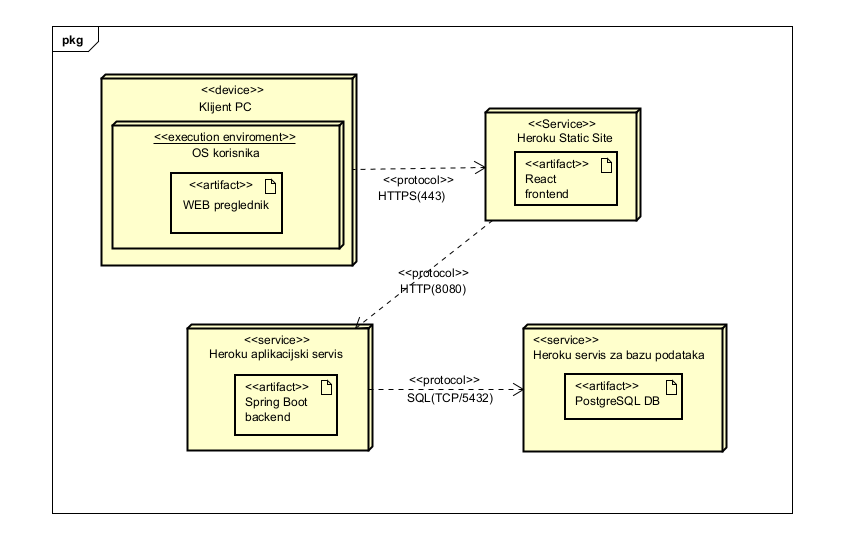 pkg
<<device>>
Klijent PC
<<execution enviroment>>
OS korisnika
<<artifact>>
WEB preglednik
<<protocol>>
HTTPS(443)
<<Service>>
Heroku Static Site
<<artifact>>
React
frontend
<<protocol>>
HTTP(8080)
<<service>>
Heroku aplikacijski servis
<<artifact>>
Spring Boot
backend
<<protocol>>
SQL(TCP/5432)
<<service>>
Heroku servis za bazu podataka
<<artifact>>
PostgreSQL DB